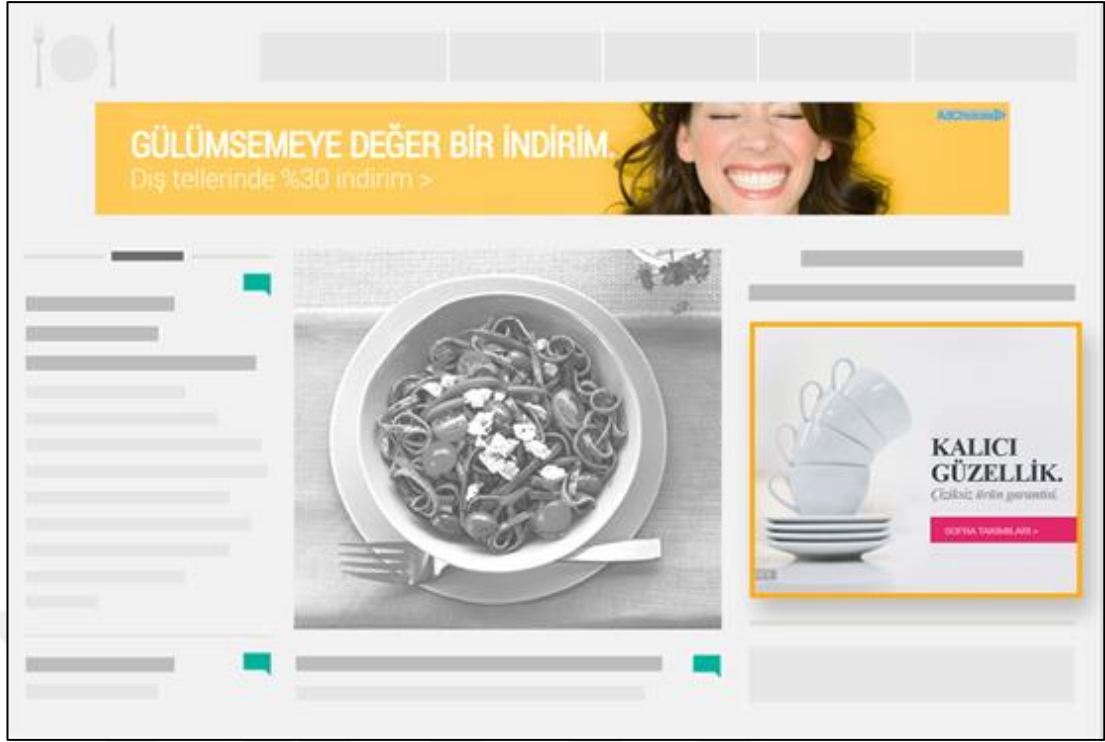 GÜLÜMSEMEYE DEĞER BİR İNDİRİM.
Diş tellerinde %30 indirim >
AdChoices
KALICI
GÜZELLİK.
Çiziksiz ürün garantisi.
SOFRA TAKIMLARI >